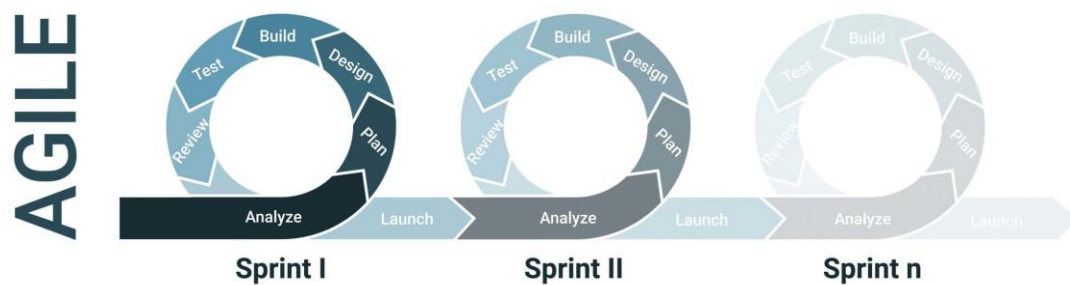 AGILE
Build
Test
Design
Review
Plan
Analyze
Launch
Sprint I
Build
Test
Design
Review
Plan
Analyze
Launch
Sprint II
Build
Test
Design
Review
Plan
Analyze
Launch
Sprint n